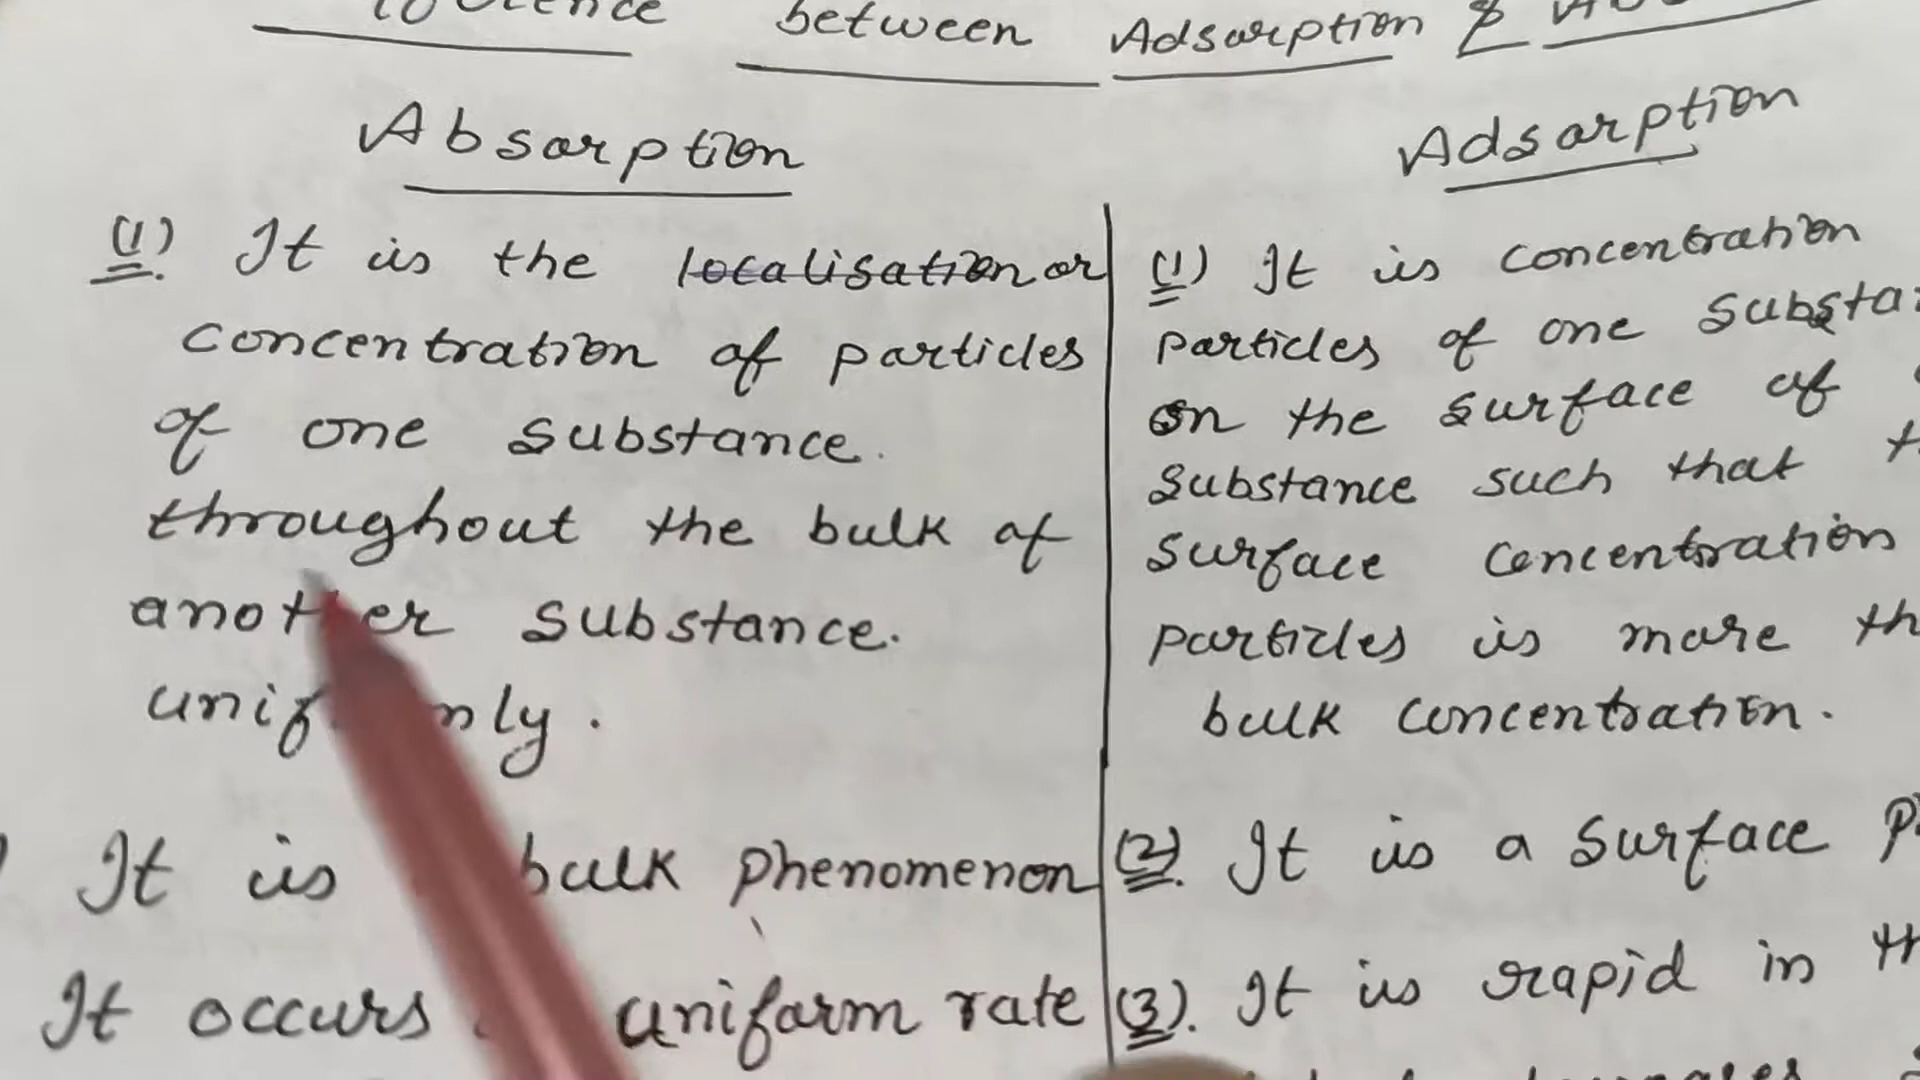 between Adsorption &
Absorption
(1) It is the localisation or
concentration of particles
of one substance.
throughout the bulk of
another substance.
It is bulk phenomenon
It occurs uniform rate
Adsorption
(1) It is concentration
particles of one
on the surface of
substance such that
surface concentration
particles is more
bulk concentration.
(2). It is a surface
(3). It is rapid in